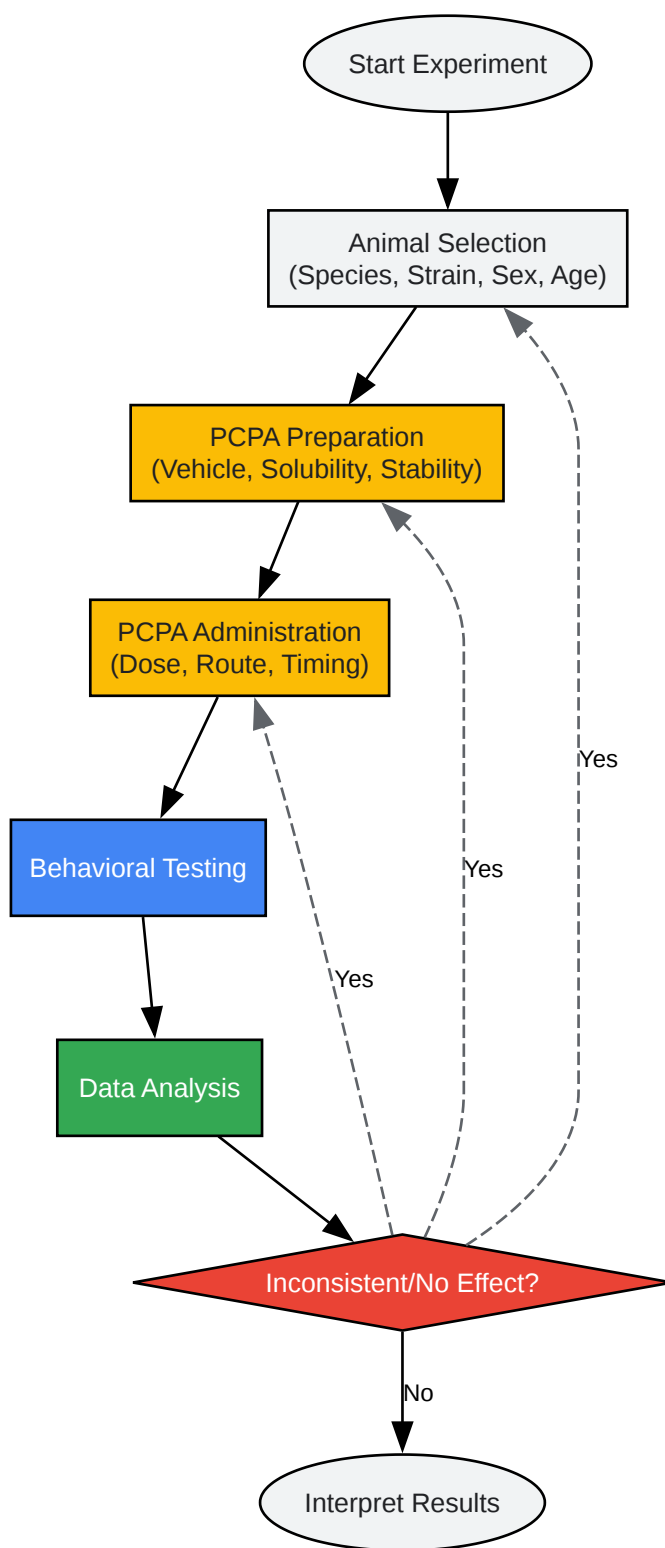 Start Experiment
Animal Selection
(Species, Strain, Sex, Age)
PCPA Preparation
(Vehicle, Solubility, Stability)
PCPA Administration
(Dose, Route, Timing)
Yes
Behavioral Testing
Yes
Yes
Data Analysis
Inconsistent/No Effect?
No
Interpret Results